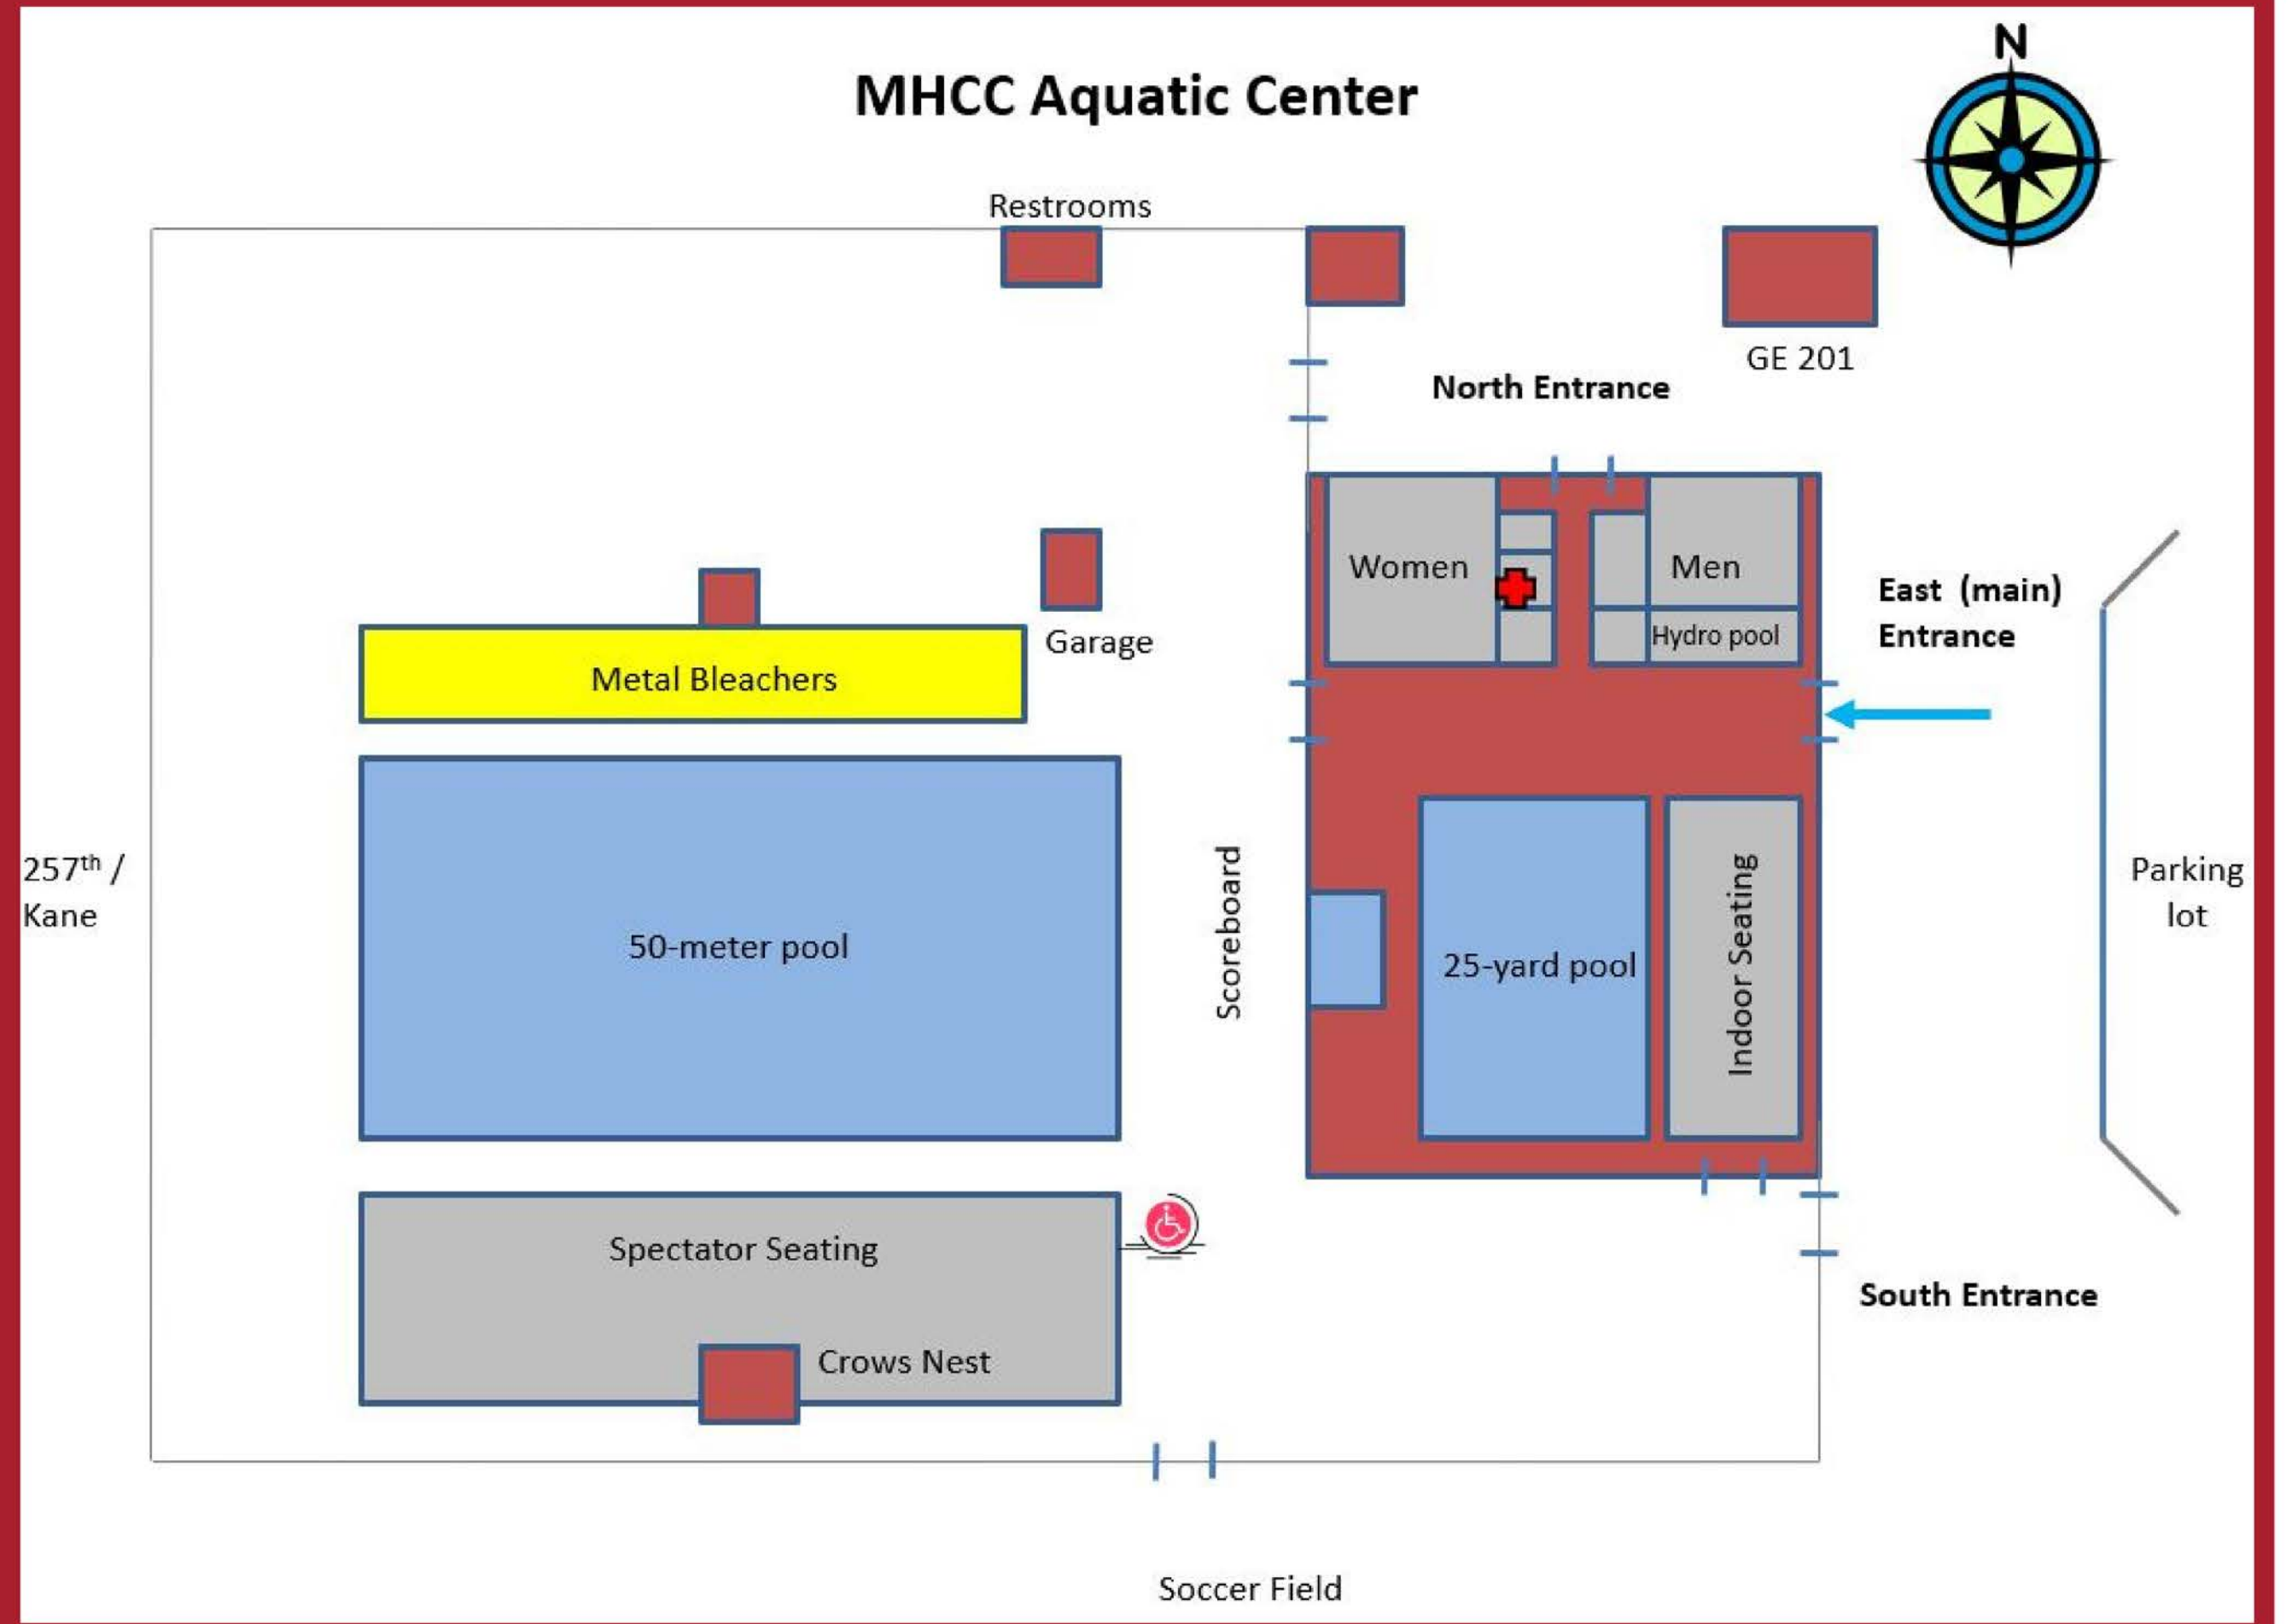 N
MHCC Aquatic Center
Restrooms
GE 201
North Entrance
Women
Men
East (main)
Entrance
Hydro pool
Garage
Metal Bleachers
257th /
Kane
50-meter pool
Scoreboard
25-yard pool
Indoor Seating
Parking
lot
Spectator Seating
South Entrance
Crows Nest
Soccer Field